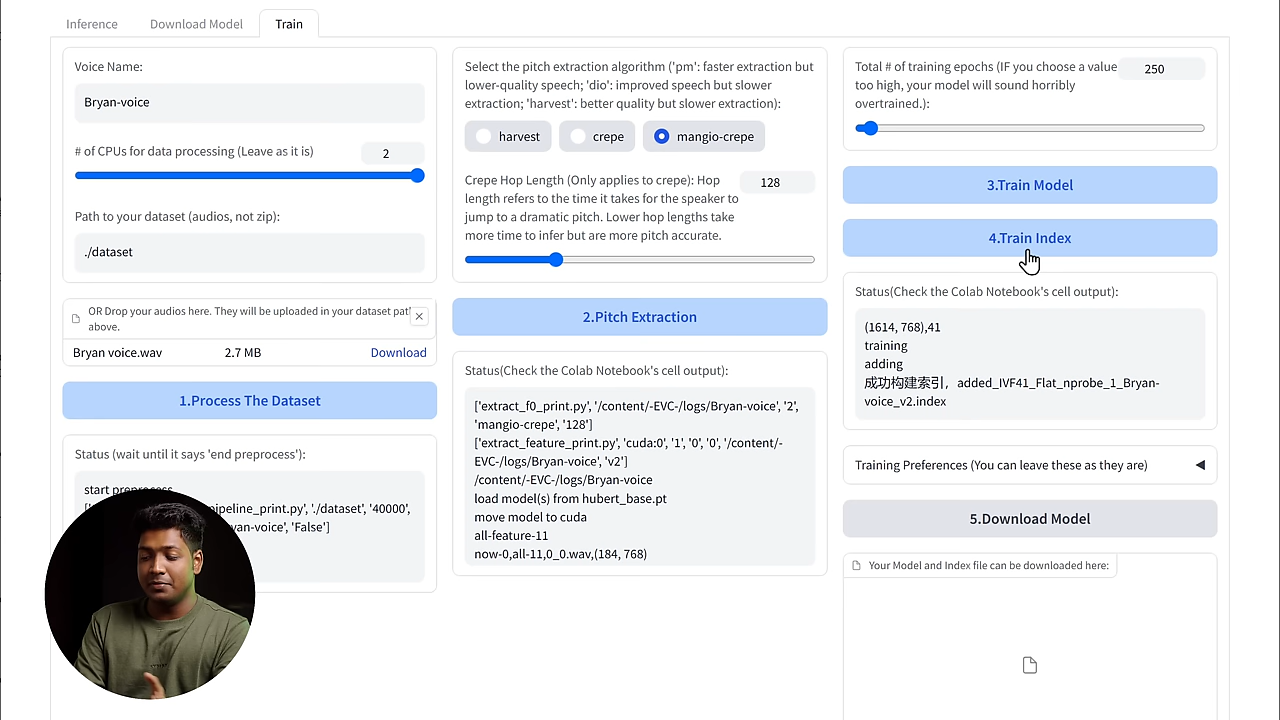 Inference
Download Model
Train
Voice Name:
Bryan-voice
# of CPUs for data processing (Leave as it is)
2
Path to your dataset (audios, not zip):
./dataset
OR Drop your audios here. They will be uploaded in your dataset
above.
Bryan voice.wav
2.7 MB
Download
1.Process The Dataset
Status (wait until it says 'end preprocess'):
start preprocess
pipeline_print.py', './dataset', '40000',
'False']
Select the pitch extraction algorithm ('pm': faster extraction but
lower-quality speech; 'dio': improved speech but slower
extraction; 'harvest': better quality but slower extraction):
harvest
crepe
mangio-crepe
Crepe Hop Length (Only applies to crepe): Hop
length refers to the time it takes for the speaker to
jump to a dramatic pitch. Lower hop lengths take
more time to infer but are more pitch accurate.
128
2.Pitch Extraction
Status(Check the Colab Notebook's cell output):
['extract_f0_print.py', '/content/-EVC-/logs/Bryan-voice', '2',
'mangio-crepe', '128']
['extract_feature_print.py', 'cuda:0', '1', '0', '0', '/content/-
EVC-/logs/Bryan-voice', 'v2']
/content/-EVC-/logs/Bryan-voice
load model(s) from hubert_base.pt
move model to cuda
all-feature-11
now-0,all-11,0_0.wav,(184, 768)
Total # of training epochs (IF you choose a value
too high, your model will sound horribly
overtrained.):
250
3.Train Model
4.Train Index
Status(Check the Colab Notebook's cell output):
(1614, 768),41
training
adding
成功构建索引，added_IVF41_Flat_nprobe_1_Bryan-
voice_v2.index
Training Preferences (You can leave these as they are)
5.Download Model
Your Model and Index file can be downloaded here: